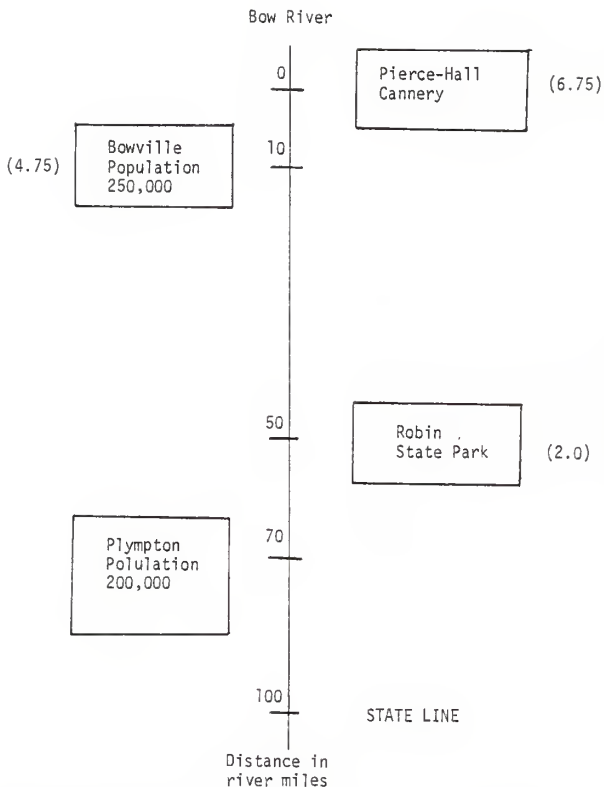 Bow River
0
Pierce-Hall
Cannery
(6.75)
10
Bowville
Population
250,000
(4.75)
50
Robin
State Park
(2.0)
70
Plympton
Polulation
200,000
100
STATE LINE
Distance in
river miles